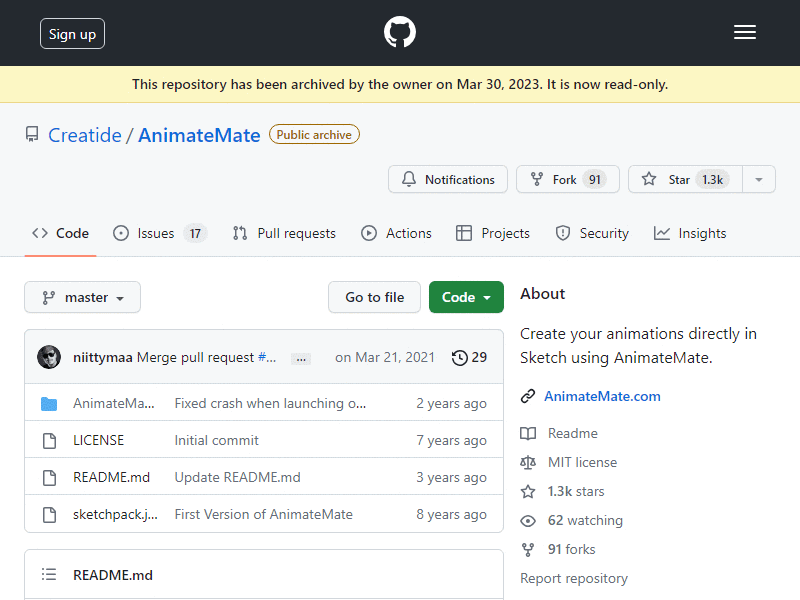 Sign up
This repository has been archived by the owner on Mar 30, 2023. It is now read-only.
Creatide / AnimateMate Public archive
Notifications Fork 91 Star 1.3k
Code Issues 17 Pull requests Actions Projects Security Insights
master Go to file Code
niittymaa Merge pull request #... ... on Mar 21, 2021 29
AnimateMa... Fixed crash when launching o... 2 years ago
LICENSE Initial commit 7 years ago
README.md Update README.md 3 years ago
sketchpack.j... First Version of AnimateMate 8 years ago
README.md
About
Create your animations directly in
Sketch using AnimateMate.
AnimateMate.com
Readme
MIT license
1.3k stars
62 watching
91 forks
Report repository